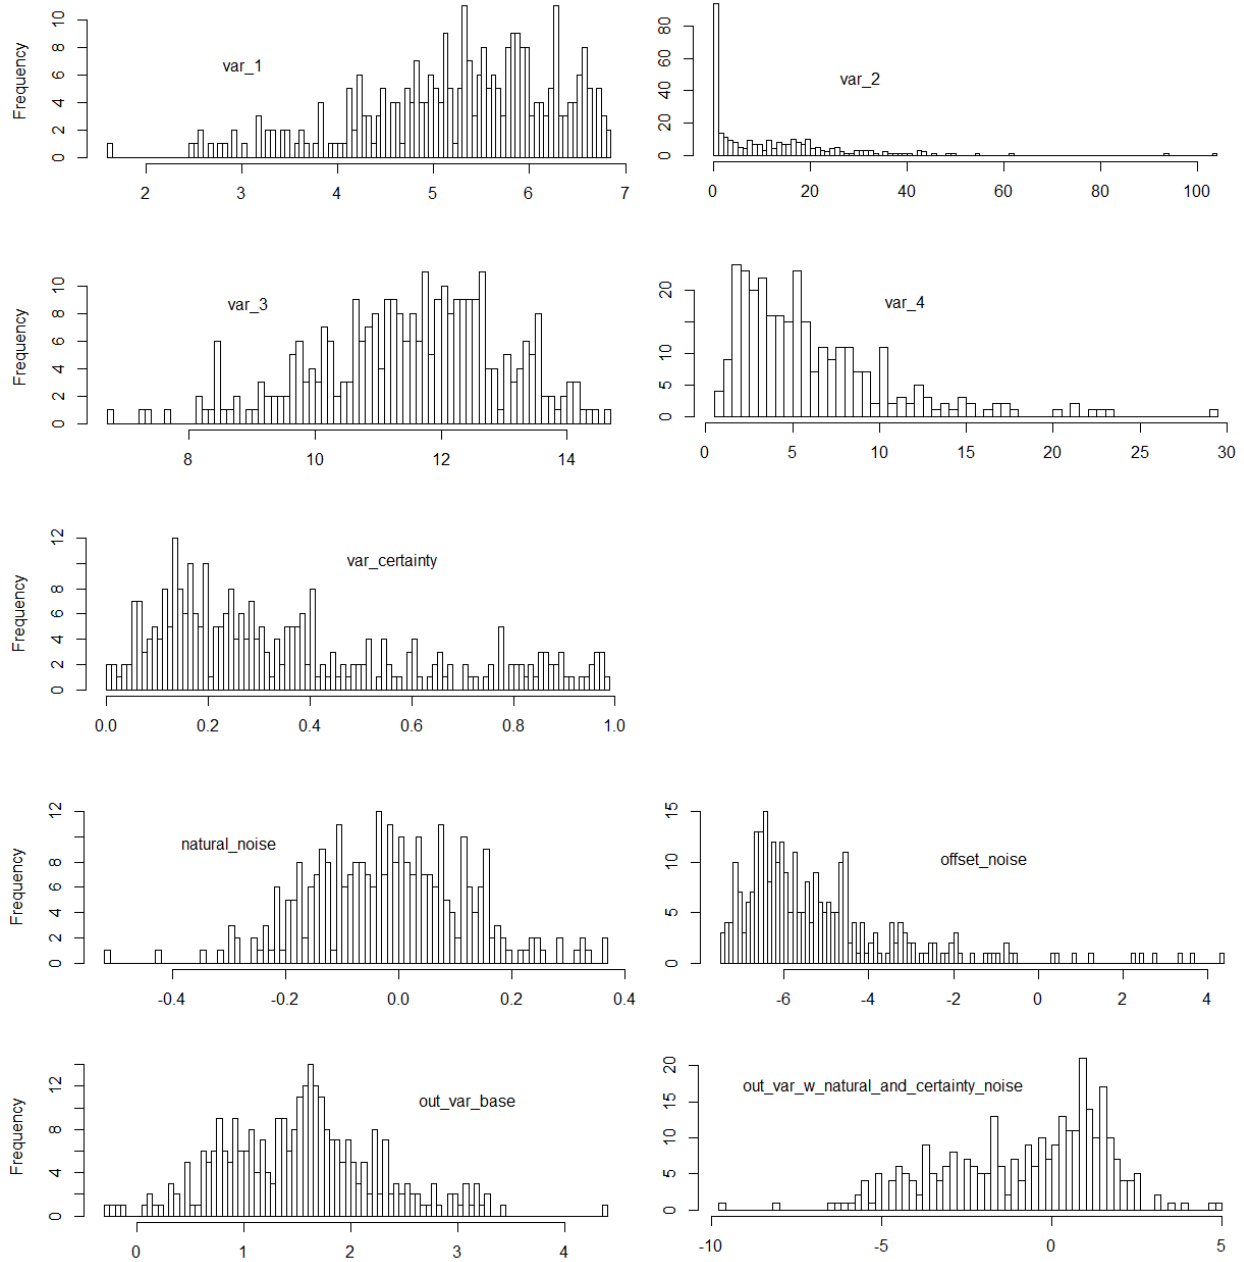 var_1
Frequency
0 2 4 6 8 10
2 3 4 5 6 7
var_2
0 20 40 60 80
0 20 40 60 80 100
var_3
Frequency
0 2 4 6 8 10
8 10 12 14
var_4
0 5 10 20
0 5 10 15 20 25 30
var_certainty
Frequency
0 2 4 6 8 12
0.0 0.2 0.4 0.6 0.8 1.0
natural_noise
Frequency
0 2 4 6 8 12
-0.4 -0.2 0.0 0.2 0.4
offset_noise
0 5 10 15
-6 -4 -2 0 2 4
out_var_base
Frequency
0 4 8 12
0 1 2 3 4
out_var_w_natural_and_certainty_noise
0 5 10 15 20
-10 -5 0 5